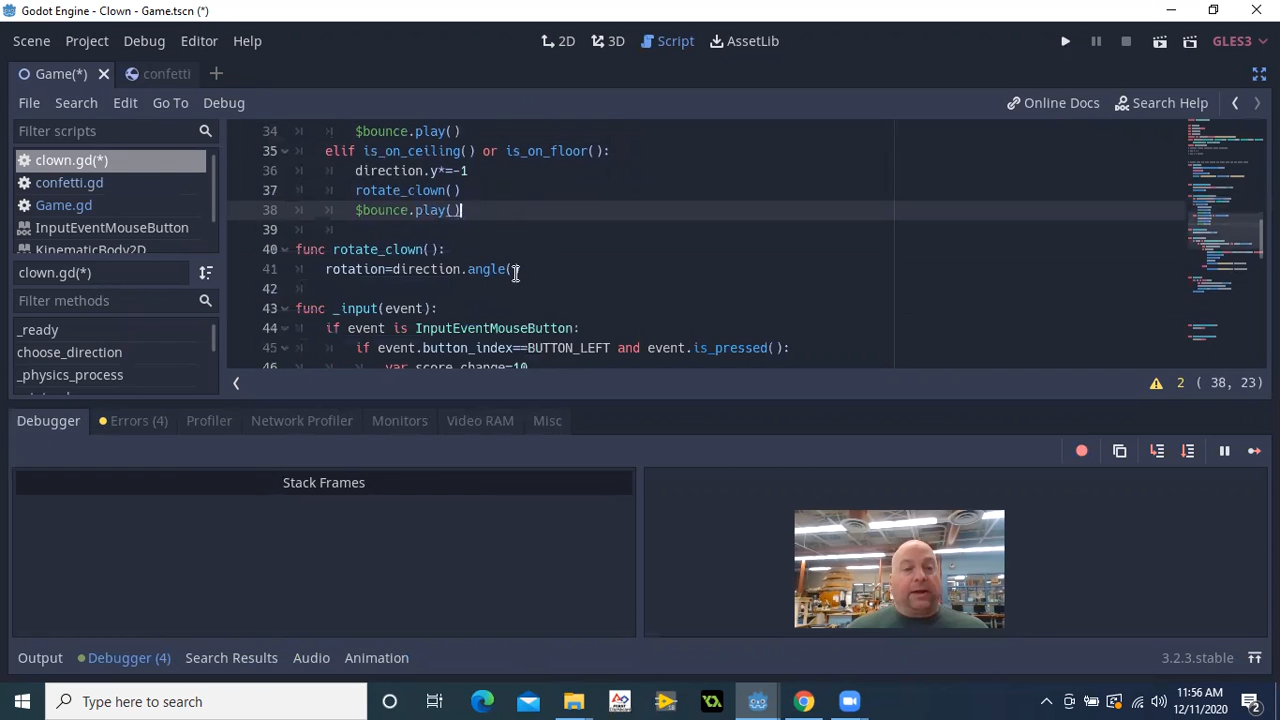 Godot Engine - Clown - Game.tscn (*)
Scene Project Debug Editor Help
2D 3D Script AssetLib
GLES3
Game(*) confetti
File Search Edit Go To Debug
Online Docs Search Help
Filter scripts
clown.gd(*)
confetti.gd
Game.gd
InputEventMouseButton
KinematicBody2D
clown.gd(*)
Filter methods
_ready
choose_direction
_physics_process
34 $bounce.play()
35 elif is_on_ceiling() or is_on_floor():
36 direction.y*=-1
37 rotate_clown()
38 $bounce.play()
39
40 func rotate_clown():
41 rotation=direction.angle()
42
43 func _input(event):
44 if event is InputEventMouseButton:
45 if event.button_index==BUTTON_LEFT and event.is_pressed():
46 var score_change=10
2 ( 38, 23)
Debugger Errors (4) Profiler Network Profiler Monitors Video RAM Misc
Stack Frames
Output Debugger (4) Search Results Audio Animation
3.2.3.stable
Type here to search
11:56 AM
12/11/2020
2